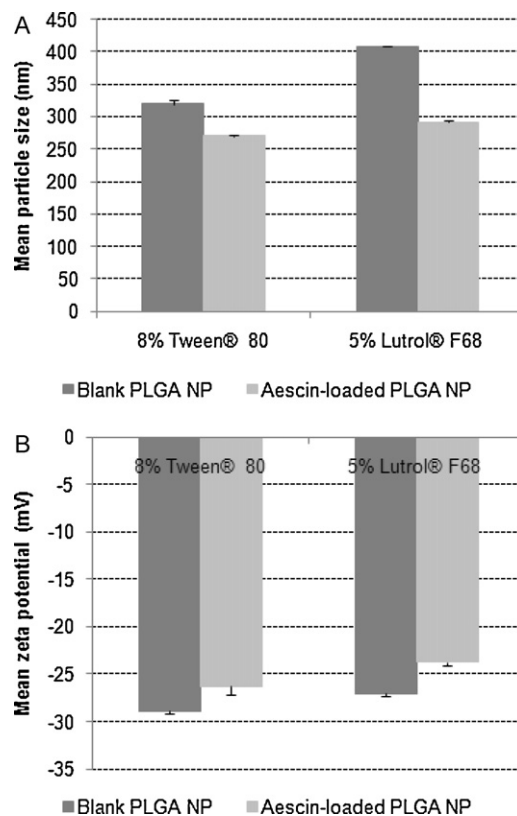 A
Mean particle size (nm)
450
400
350
300
250
200
150
100
50
0
8% Tween® 80
5% Lutrol® F68
Blank PLGA NP
Aescin-loaded PLGA NP
B
Mean zeta potential (mV)
0
-5
-10
-15
-20
-25
-30
-35
8% Tween® 80
5% Lutrol® F68
Blank PLGA NP
Aescin-loaded PLGA NP